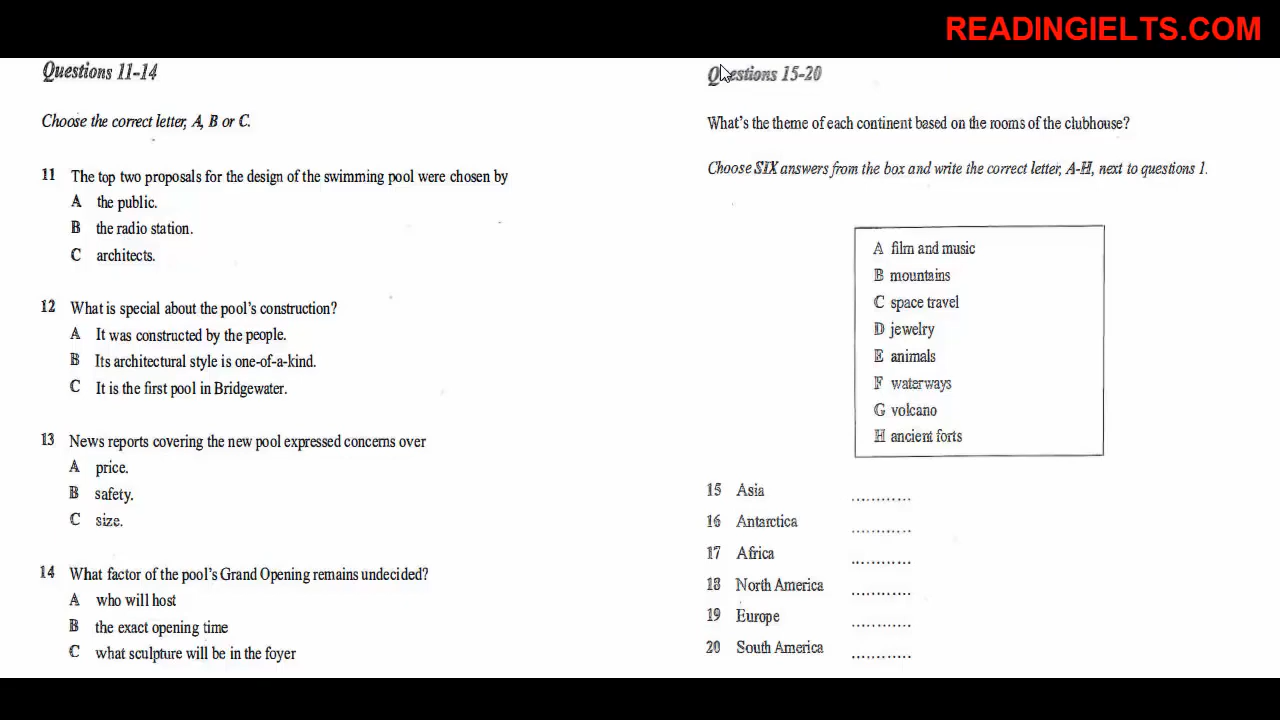 READINGIELTS.COM
Questions 11-14
Choose the correct letter, A, B or C.
11 The top two proposals for the design of the swimming pool were chosen by
A the public.
B the radio station.
C architects.
12 What is special about the pool's construction?
A It was constructed by the people.
B Its architectural style is one-of-a-kind.
C It is the first pool in Bridgewater.
13 News reports covering the new pool expressed concerns over
A price.
B safety.
C size.
14 What factor of the pool's Grand Opening remains undecided?
A who will host
B the exact opening time
C what sculpture will be in the foyer
Questions 15-20
What's the theme of each continent based on the rooms of the clubhouse?
Choose SIX answers from the box and write the correct letter, A-H, next to questions 1.
A film and music
B mountains
C space travel
D jewelry
E animals
F waterways
G volcano
H ancient forts
15 Asia ............
16 Antarctica ............
17 Africa ............
18 North America ............
19 Europe ............
20 South America ............